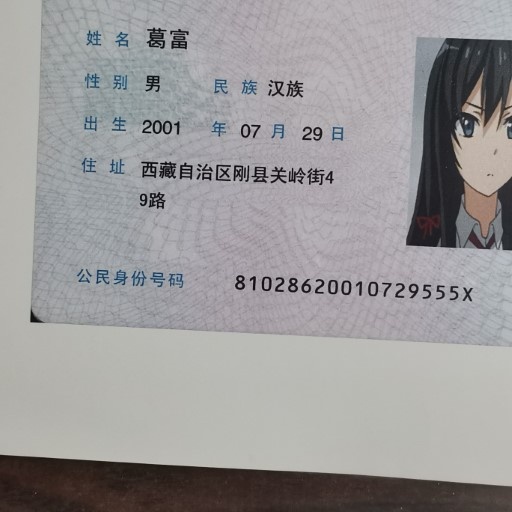 姓名 葛富
性别 男 民族 汉族
出生 2001 年 07 月 29 日
住址 西藏自治区刚县关岭街4
9路
公民身份号码 81028620010729555X